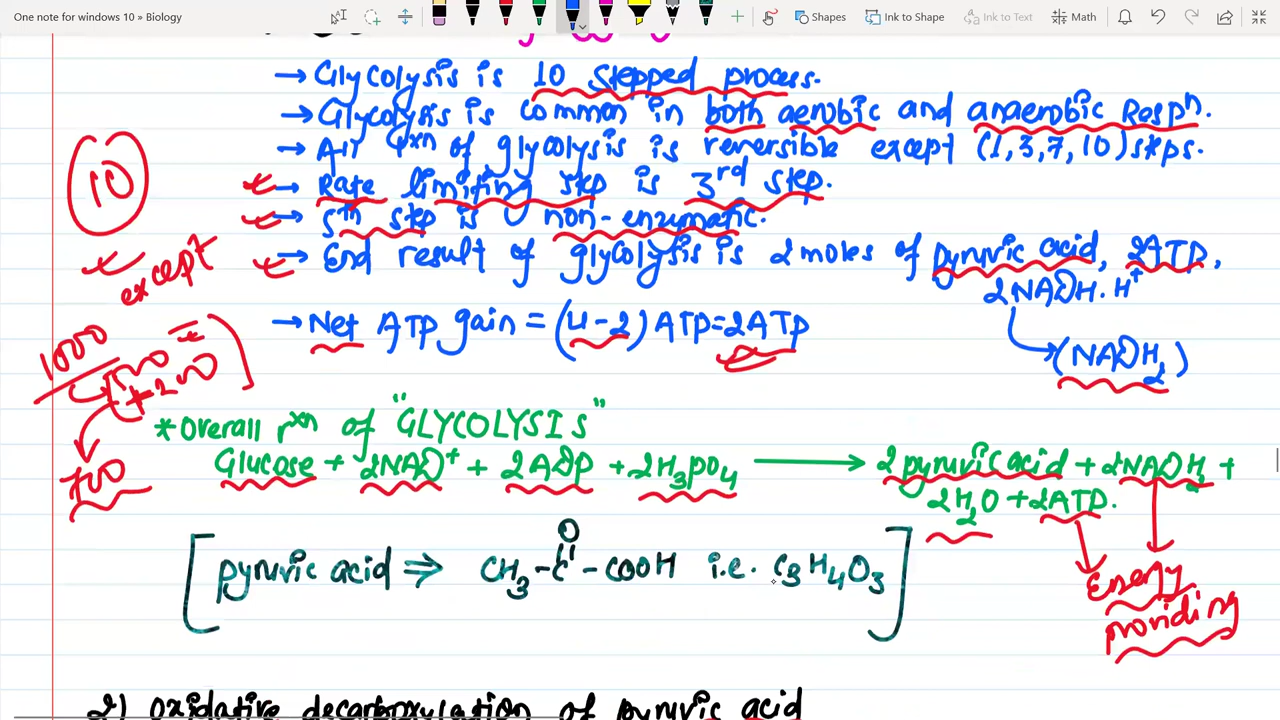 One note for windows 10 » Biology
Shapes Ink to Shape Ink to Text Math
→ Glycolysis is 10 stepped process.
→ Glycolysis is common in both aerobic and anaerobic Respⁿ.
→ All rxn of glycolysis is reversible except (1,3,7,10) steps.
→ Rate limiting step is 3rd step.
→ 5th step is non-enzymatic.
→ End result of glycolysis is 2 moles of pyruvic acid, 2ATP,
2NADH.H⁺
→ Net ATP gain = (4-2) ATP=2ATP
(NADH₂)
10
except
1000
500
+200
700
*Overall rxn of "GLYCOLYSIS"
Glucose + 2NAD⁺ + 2ADP + 2H₃PO₄ → 2 pyruvic acid + 2NADH₂ +
2H₂O + 2ATP.
[pyruvic acid ⇒ CH₃-C-COOH i.e. C₃H₄O₃]
O
Energy
providing
2) oxidative decarboxylation of pyruvic acid